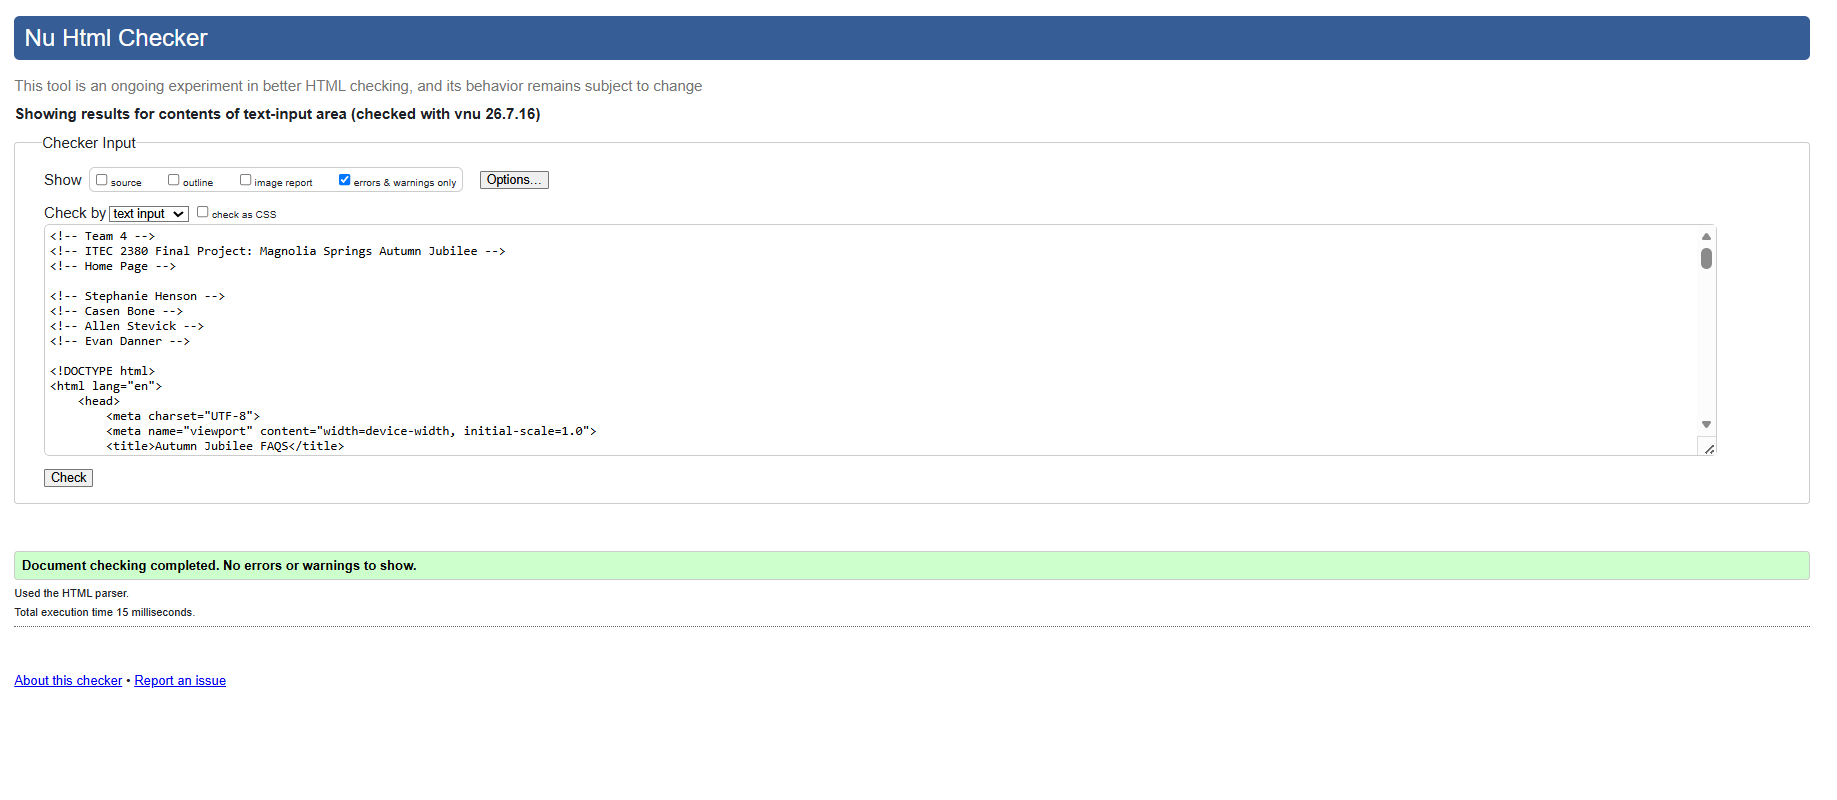 Nu Html Checker
This tool is an ongoing experiment in better HTML checking, and its behavior remains subject to change
Showing results for contents of text-input area (checked with vnu 26.7.16)
Checker Input
Show source outline image report errors & warnings only Options...
Check by text input check as CSS
<!-- Team 4 -->
<!-- ITEC 2380 Final Project: Magnolia Springs Autumn Jubilee -->
<!-- Home Page -->
<!-- Stephanie Henson -->
<!-- Casen Bone -->
<!-- Allen Stevick -->
<!-- Evan Danner -->
<!DOCTYPE html>
<html lang="en">
<head>
<meta charset="UTF-8">
<meta name="viewport" content="width=device-width, initial-scale=1.0">
<title>Autumn Jubilee FAQS</title>
Check
Document checking completed. No errors or warnings to show.
Used the HTML parser.
Total execution time 15 milliseconds.
About this checker • Report an issue